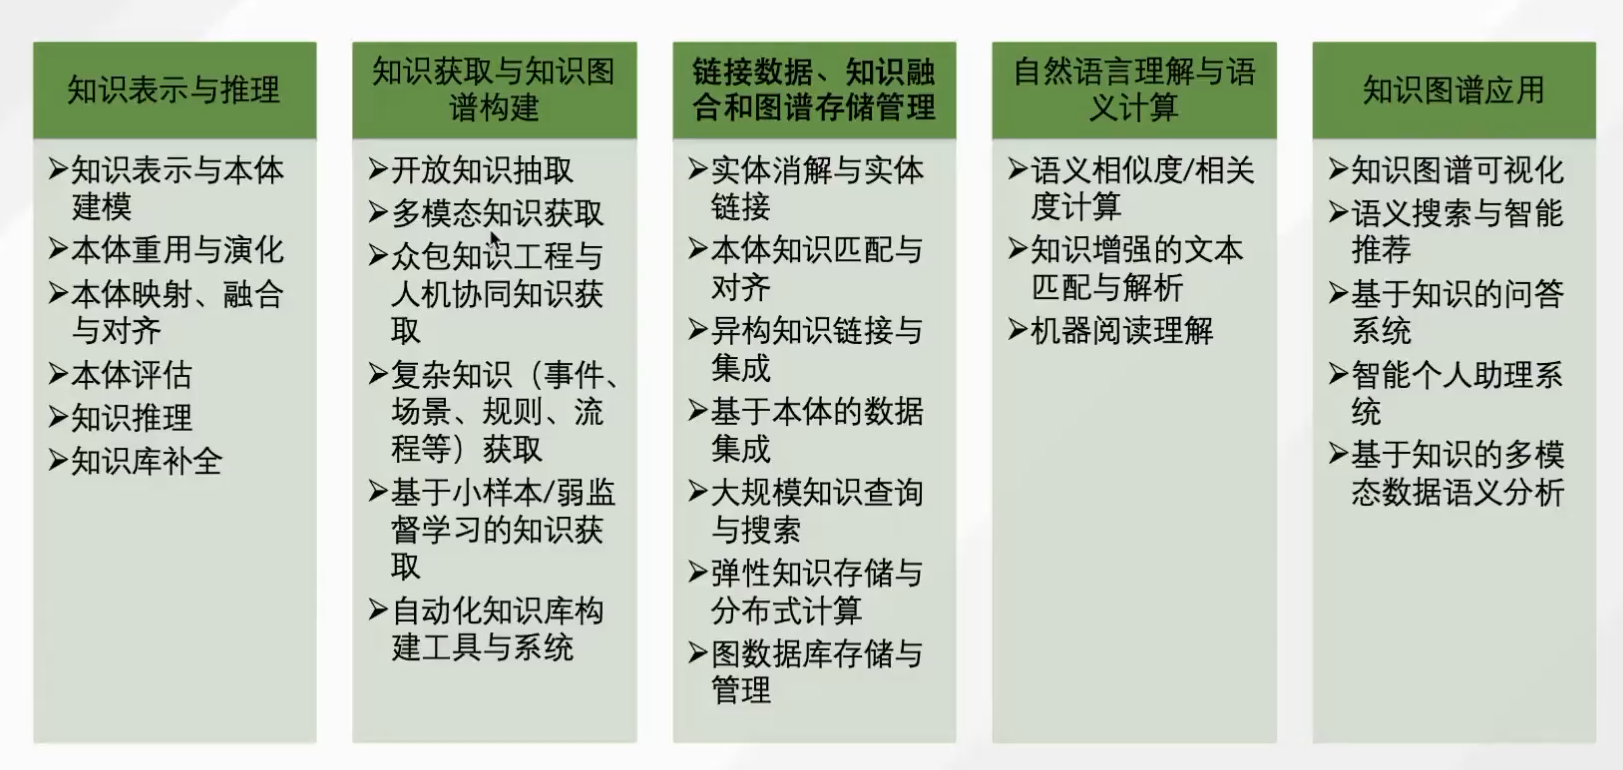 知识表示与推理
➢知识表示与本体
建模
➢本体重用与演化
➢本体映射、融合
与对齐
➢本体评估
➢知识推理
➢知识库补全
知识获取与知识图
谱构建
➢开放知识抽取
➢多模态知识获取
➢众包知识工程与
人机协同知识获
取
➢复杂知识（事件、
场景、规则、流
程等）获取
➢基于小样本/弱监
督学习的知识获
取
➢自动化知识库构
建工具与系统
链接数据、知识融
合和图谱存储管理
➢实体消解与实体
链接
➢本体知识匹配与
对齐
➢异构知识链接与
集成
➢基于本体的数据
集成
➢大规模知识查询
与搜索
➢弹性知识存储与
分布式计算
➢图数据库存储与
管理
自然语言理解与语
义计算
➢语义相似度/相关
度计算
➢知识增强的文本
匹配与解析
➢机器阅读理解
知识图谱应用
➢知识图谱可视化
➢语义搜索与智能
推荐
➢基于知识的问答
系统
➢智能个人助理系
统
➢基于知识的多模
态数据语义分析